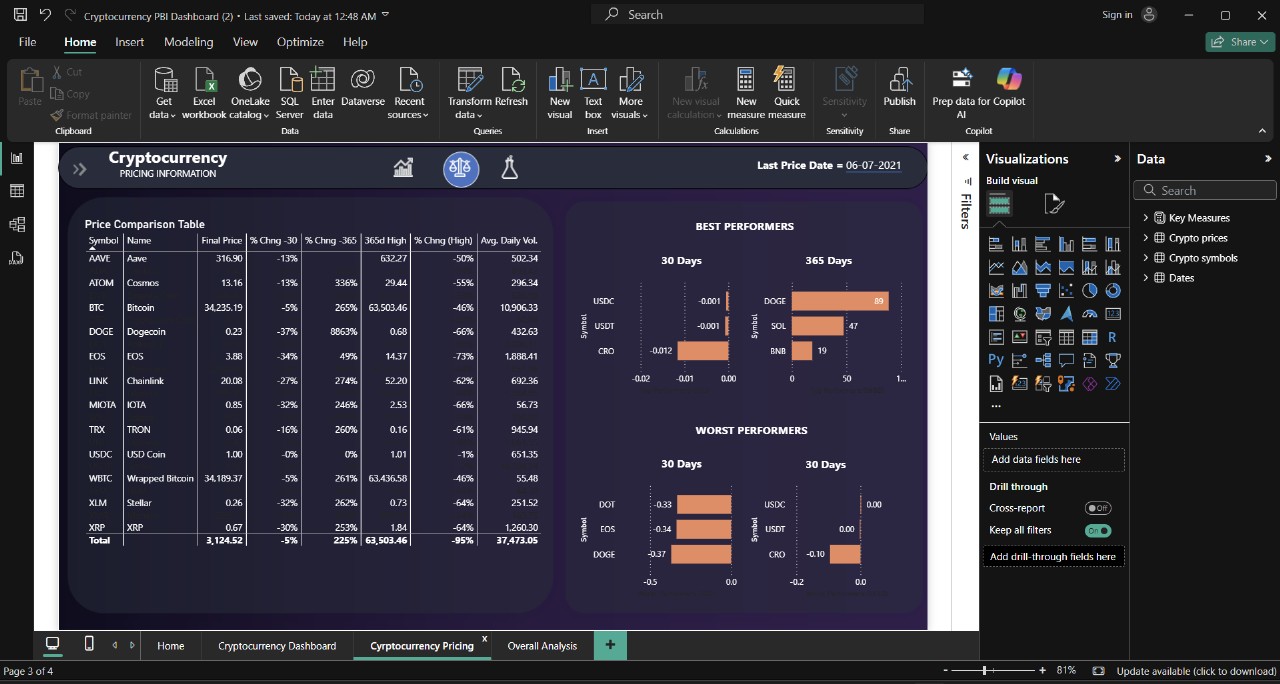 Cryptocurrency PBI Dashboard (2) • Last saved: Today at 12:48 AM
Search
Sign in
File Home Insert Modeling View Optimize Help
Share
Paste
Cut
Copy
Format painter
Clipboard
Get data
Excel workbook
OneLake catalog
SQL Server
Enter data
Dataverse
Recent sources
Data
Transform data
Refresh
Queries
New visual
Text box
More visuals
Insert
New visual calculation
New measure
Quick measure
Calculations
Sensitivity
Sensitivity
Publish
Share
Prep data for AI
Copilot
Copilot
Cryptocurrency
PRICING INFORMATION
Last Price Date = 06-07-2021
Price Comparison Table
Symbol Name Final Price % Chng -30 % Chng -365 365d High % Chng (High) Avg. Daily Vol.
AAVE Aave 316.90 -13% 632.27 -50% 502.34
ATOM Cosmos 13.16 -13% 336% 29.44 -55% 296.34
BTC Bitcoin 34,235.19 -5% 265% 63,503.46 -46% 10,906.33
DOGE Dogecoin 0.23 -37% 8863% 0.68 -66% 432.63
EOS EOS 3.88 -34% 49% 14.37 -73% 1,888.41
LINK Chainlink 20.08 -27% 274% 52.20 -62% 692.36
MIOTA IOTA 0.85 -32% 246% 2.53 -66% 56.73
TRX TRON 0.06 -16% 260% 0.16 -61% 945.94
USDC USD Coin 1.00 -0% 0% 1.01 -1% 651.35
WBTC Wrapped Bitcoin 34,189.37 -5% 261% 63,436.58 -46% 55.48
XLM Stellar 0.26 -32% 262% 0.73 -64% 251.52
XRP XRP 0.67 -30% 253% 1.84 -64% 1,260.30
Total 3,124.52 -5% 225% 63,503.46 -95% 37,473.05
BEST PERFORMERS
30 Days
Symbol
USDC -0.001
USDT -0.001
CRO -0.012
-0.02 -0.01 0.00
365 Days
Symbol
DOGE 89
SOL 47
BNB 19
0 50 1...
WORST PERFORMERS
30 Days
Symbol
DOT -0.33
EOS -0.34
DOGE -0.37
-0.5 0.0
30 Days
Symbol
USDC 0.00
USDT 0.00
CRO -0.10
-0.2 0.0
Filters
Visualizations
Build visual
123
R
Py
123
Values
Add data fields here
Drill through
Cross-report Off
Keep all filters On
Add drill-through fields here
Data
Search
Key Measures
Crypto prices
Crypto symbols
Dates
Home
Cryptocurrency Dashboard
Cyrptocurrency Pricing x
Overall Analysis
+
Page 3 of 4
- + 81%
Update available (click to download)